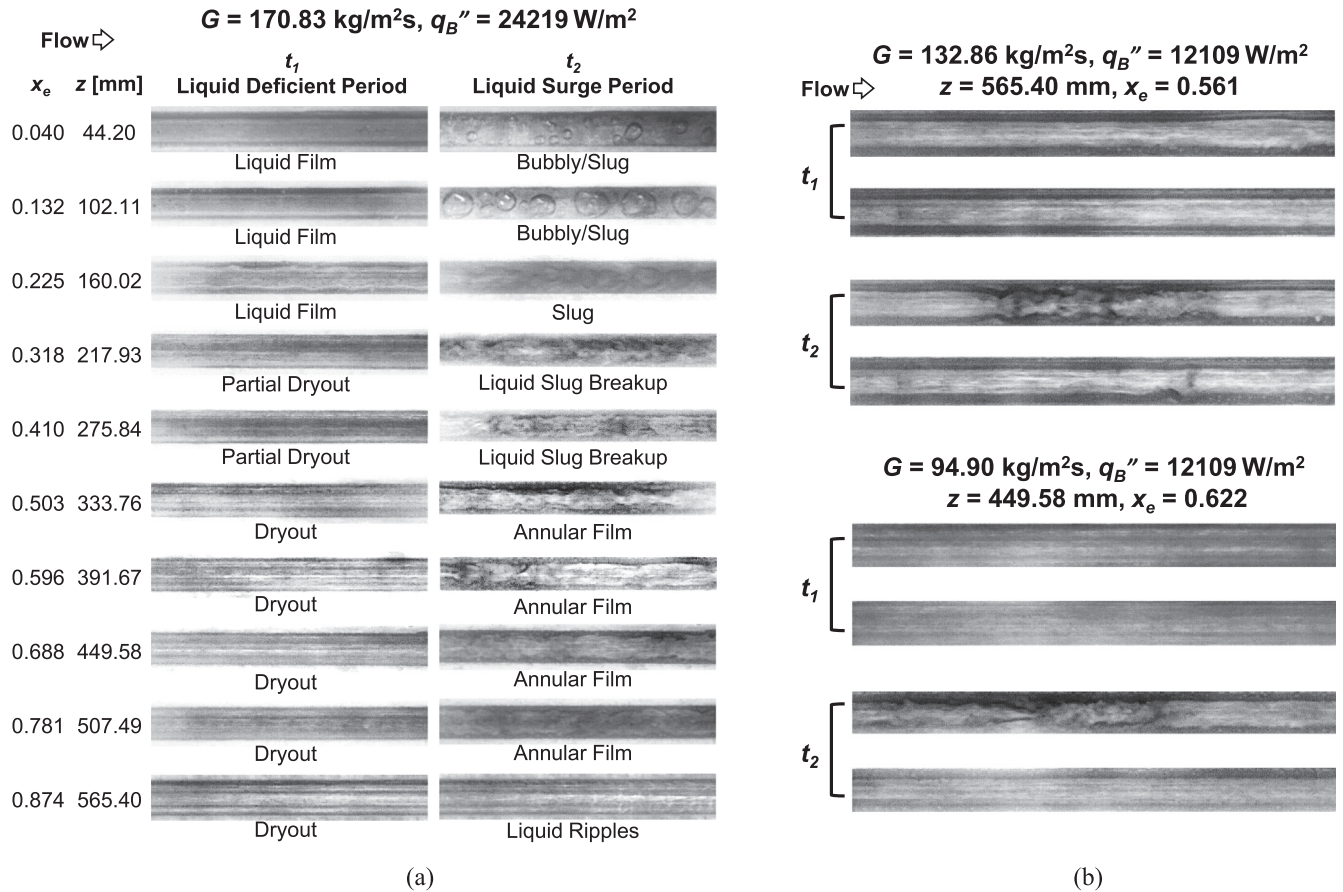 G = 170.83 kg/m²s, q_B″ = 24219 W/m²
Flow
x_e z [mm]
t₁
Liquid Deficient Period
t₂
Liquid Surge Period
0.040 44.20
Liquid Film
Bubbly/Slug
0.132 102.11
Liquid Film
Bubbly/Slug
0.225 160.02
Liquid Film
Slug
0.318 217.93
Partial Dryout
Liquid Slug Breakup
0.410 275.84
Partial Dryout
Liquid Slug Breakup
0.503 333.76
Dryout
Annular Film
0.596 391.67
Dryout
Annular Film
0.688 449.58
Dryout
Annular Film
0.781 507.49
Dryout
Annular Film
0.874 565.40
Dryout
Liquid Ripples
(a)
G = 132.86 kg/m²s, q_B″ = 12109 W/m²
z = 565.40 mm, x_e = 0.561
Flow
t₁
t₂
G = 94.90 kg/m²s, q_B″ = 12109 W/m²
z = 449.58 mm, x_e = 0.622
t₁
t₂
(b)